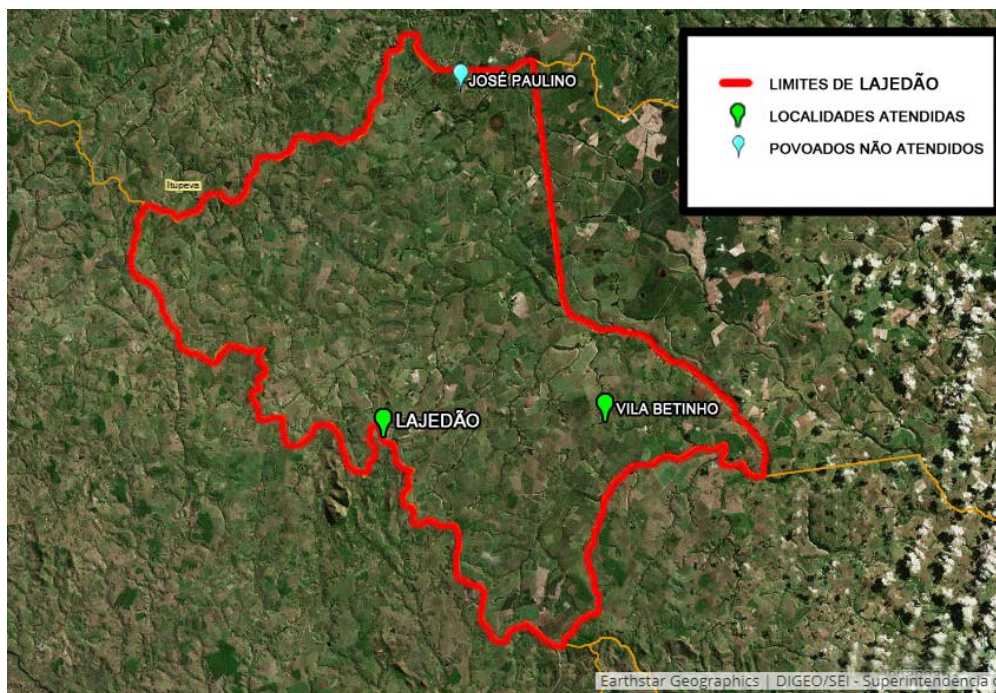 JOSÉ PAULINO
LIMITES DE LAJEDÃO
LOCALIDADES ATENDIDAS
POVOADOS NÃO ATENDIDOS
Itupeva
LAJEDÃO
VILA BETINHO
Earthstar Geographics | DIGEO/SEI - Superintendência